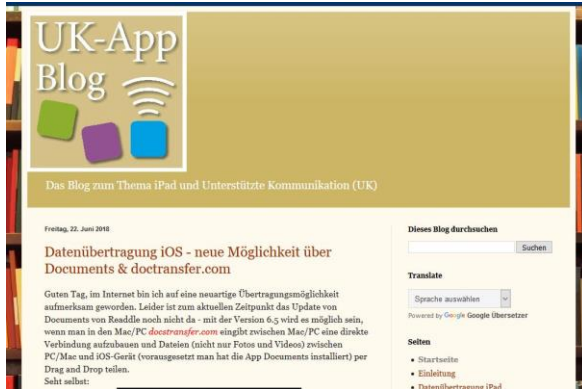 UK-App
Blog
Das Blog zum Thema iPad und Unterstützte Kommunikation (UK)
Freitag, 22. Juni 2018
Datenübertragung iOS - neue Möglichkeit über
Documents & doctransfer.com
Guten Tag, im Internet bin ich auf eine neuartige Übertragungsmöglichkeit
aufmerksam geworden. Leider ist zum aktuellen Zeitpunkt das Update von
Documents von Readdle noch nicht da - mit der Version 6.5 wird es möglich sein,
wenn man in den Mac/PC docstransfer.com eingibt zwischen Mac/PC eine direkte
Verbindung aufzubauen und Dateien (nicht nur Fotos und Videos) zwischen
PC/Mac und iOS-Gerät (vorausgesetzt man hat die App Documents installiert) per
Drag and Drop teilen.
Seht selbst:
Dieses Blog durchsuchen
Suchen
Translate
Sprache auswählen
Powered by Google Google Übersetzer
Seiten
Startseite
Einleitung
Datenübertragung iPad